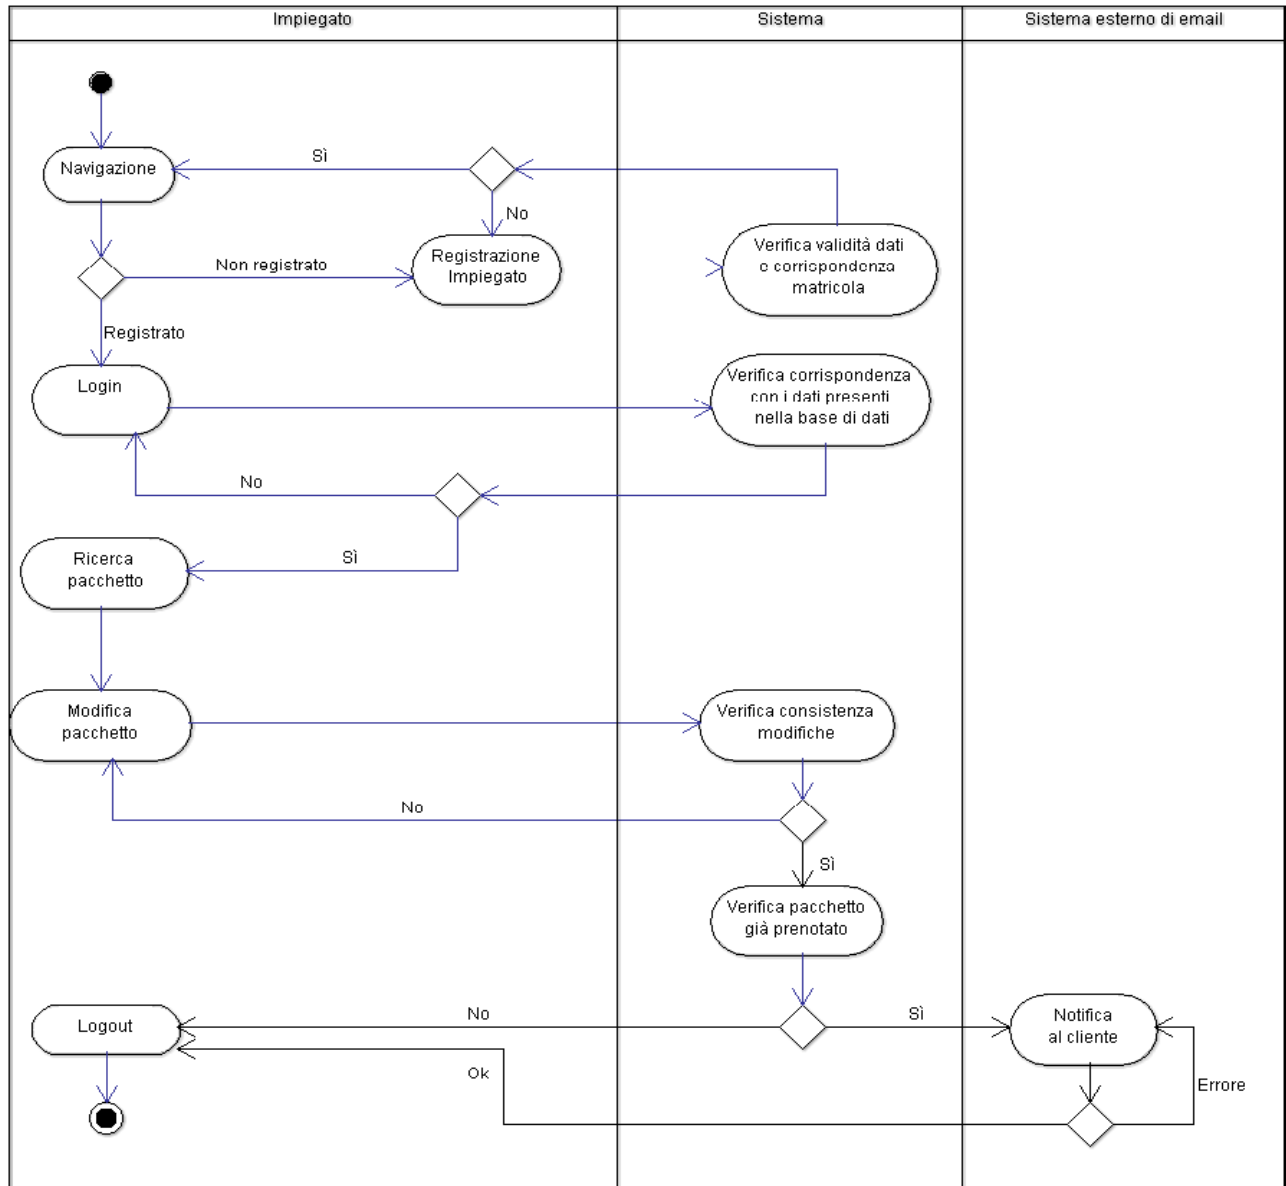 Impiegato
Sistema
Sistema esterno di email
Navigazione
Sì
No
Registrazione
Impiegato
Verifica validità dati
e corrispondenza
matricola
Non registrato
Registrato
Login
Verifica corrispondenza
con i dati presenti
nella base di dati
No
Sì
Ricerca
pacchetto
Modifica
pacchetto
Verifica consistenza
modifiche
No
Sì
Verifica pacchetto
già prenotato
Logout
No
Sì
Notifica
al cliente
Ok
Errore